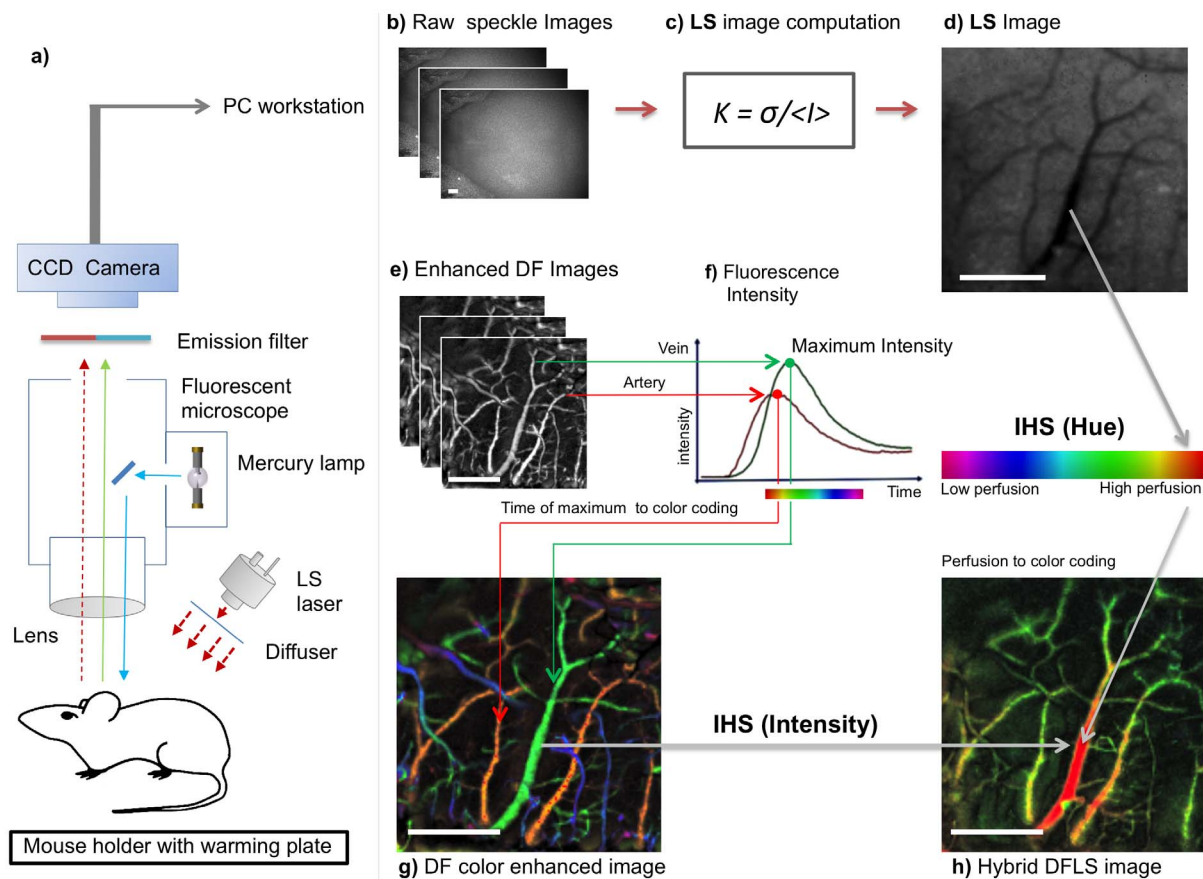 a)
PC workstation
CCD Camera
Emission filter
Fluorescent
microscope
Mercury lamp
LS
laser
Lens
Diffuser
Mouse holder with warming plate
b) Raw speckle Images
c) LS image computation
K = σ/<I>
d) LS Image
e) Enhanced DF Images
f) Fluorescence
Intensity
Vein
Artery
Maximum Intensity
intensity
Time
Time of maximum to color coding
IHS (Hue)
Low perfusion
High perfusion
Perfusion to color coding
IHS (Intensity)
g) DF color enhanced image
h) Hybrid DFLS image